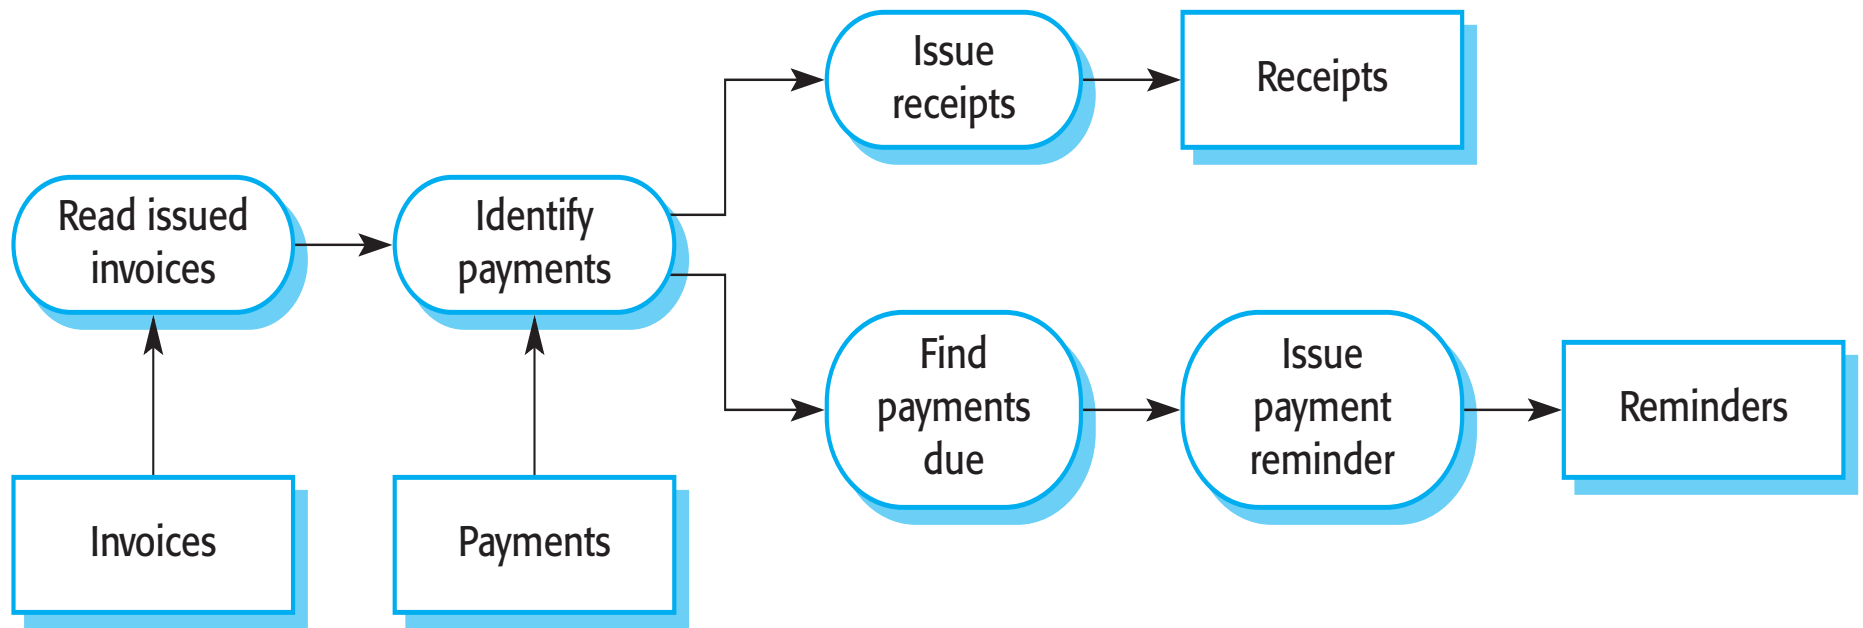 Issue
receipts
Receipts
Read issued
invoices
Identify
payments
Find
payments
due
Issue
payment
reminder
Reminders
Invoices
Payments